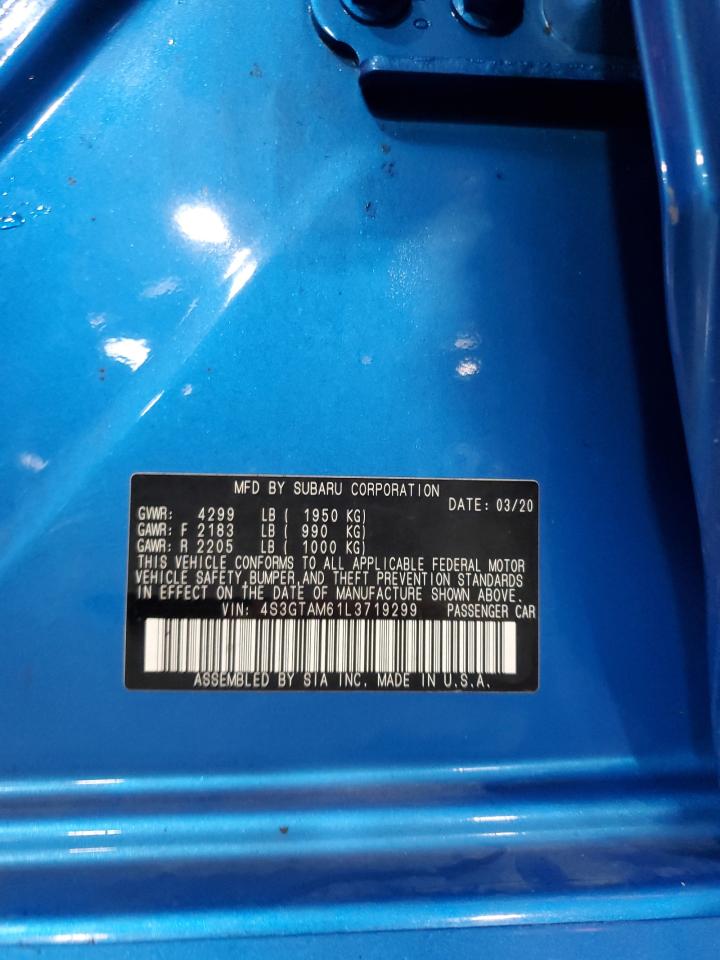 MFD BY SUBARU CORPORATION
DATE: 03/20
GVWR: 4299 LB ( 1950 KG)
GAWR: F 2183 LB ( 990 KG)
GAWR: R 2205 LB ( 1000 KG)
THIS VEHICLE CONFORMS TO ALL APPLICABLE FEDERAL MOTOR
VEHICLE SAFETY,BUMPER,AND THEFT PREVENTION STANDARDS
IN EFFECT ON THE DATE OF MANUFACTURE SHOWN ABOVE.
VIN: 4S3GTAM61L3719299 PASSENGER CAR
ASSEMBLED BY SIA INC. MADE IN U.S.A.